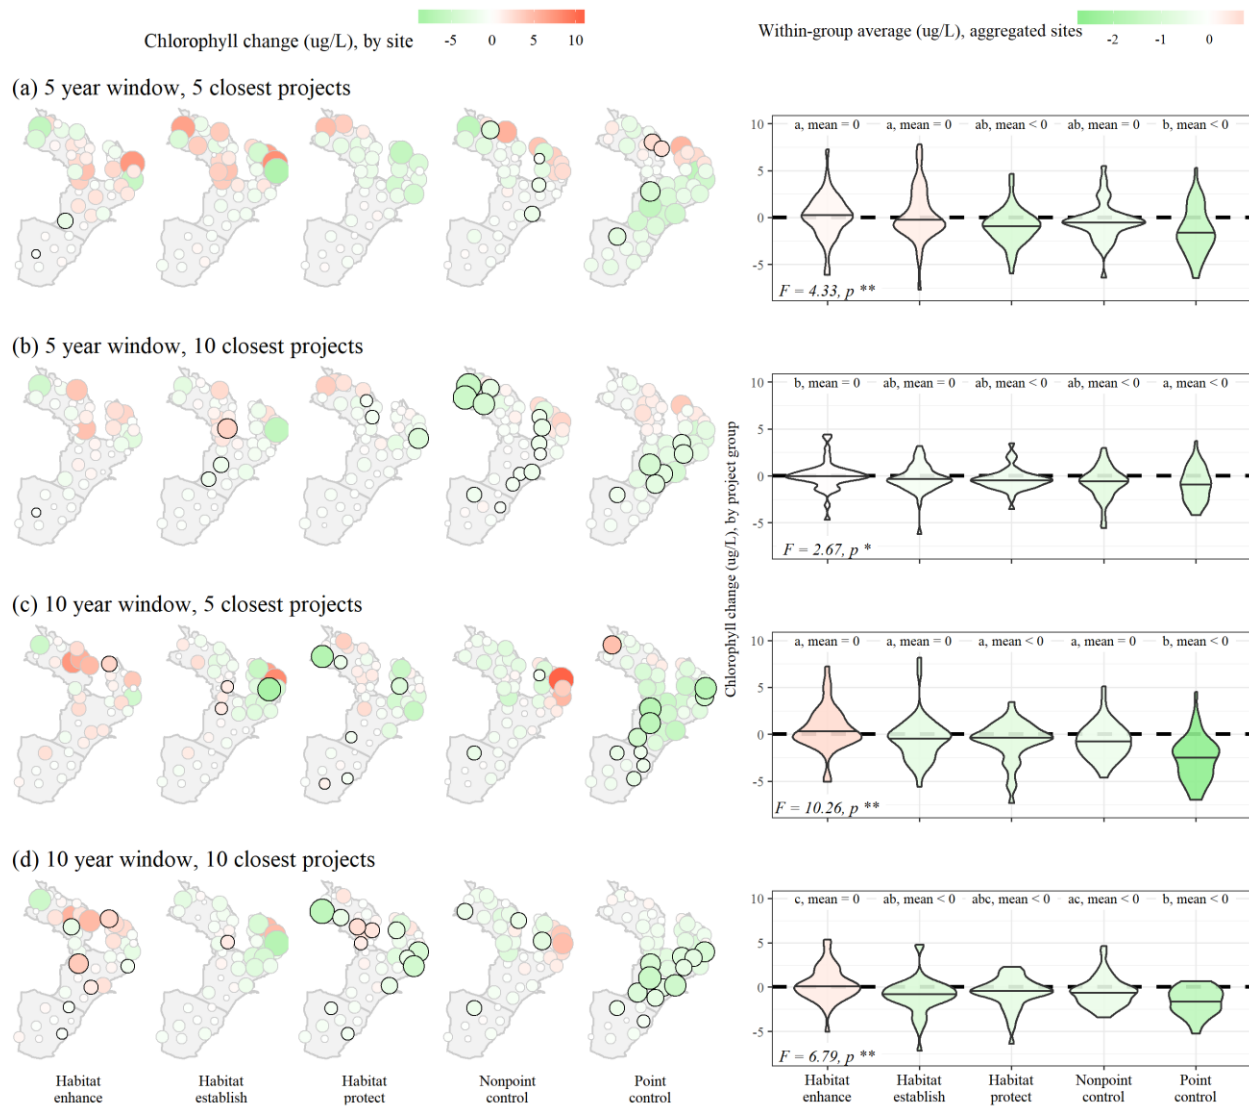 Chlorophyll change (ug/L), by site
-5 0 5 10
Within-group average (ug/L), aggregated sites
-2 -1 0
(a) 5 year window, 5 closest projects
10
5
0
-5
a, mean = 0 a, mean = 0 ab, mean < 0 ab, mean = 0 b, mean < 0
F = 4.33, p **
(b) 5 year window, 10 closest projects
10
5
0
-5
b, mean = 0 ab, mean = 0 ab, mean < 0 ab, mean < 0 a, mean < 0
F = 2.67, p *
Chlorophyll change (ug/L), by project group
(c) 10 year window, 5 closest projects
10
5
0
-5
a, mean = 0 a, mean = 0 a, mean < 0 a, mean = 0 b, mean < 0
F = 10.26, p **
(d) 10 year window, 10 closest projects
10
5
0
-5
c, mean = 0 ab, mean < 0 abc, mean < 0 ac, mean = 0 b, mean < 0
F = 6.79, p **
Habitat enhance
Habitat establish
Habitat protect
Nonpoint control
Point control
Habitat enhance
Habitat establish
Habitat protect
Nonpoint control
Point control